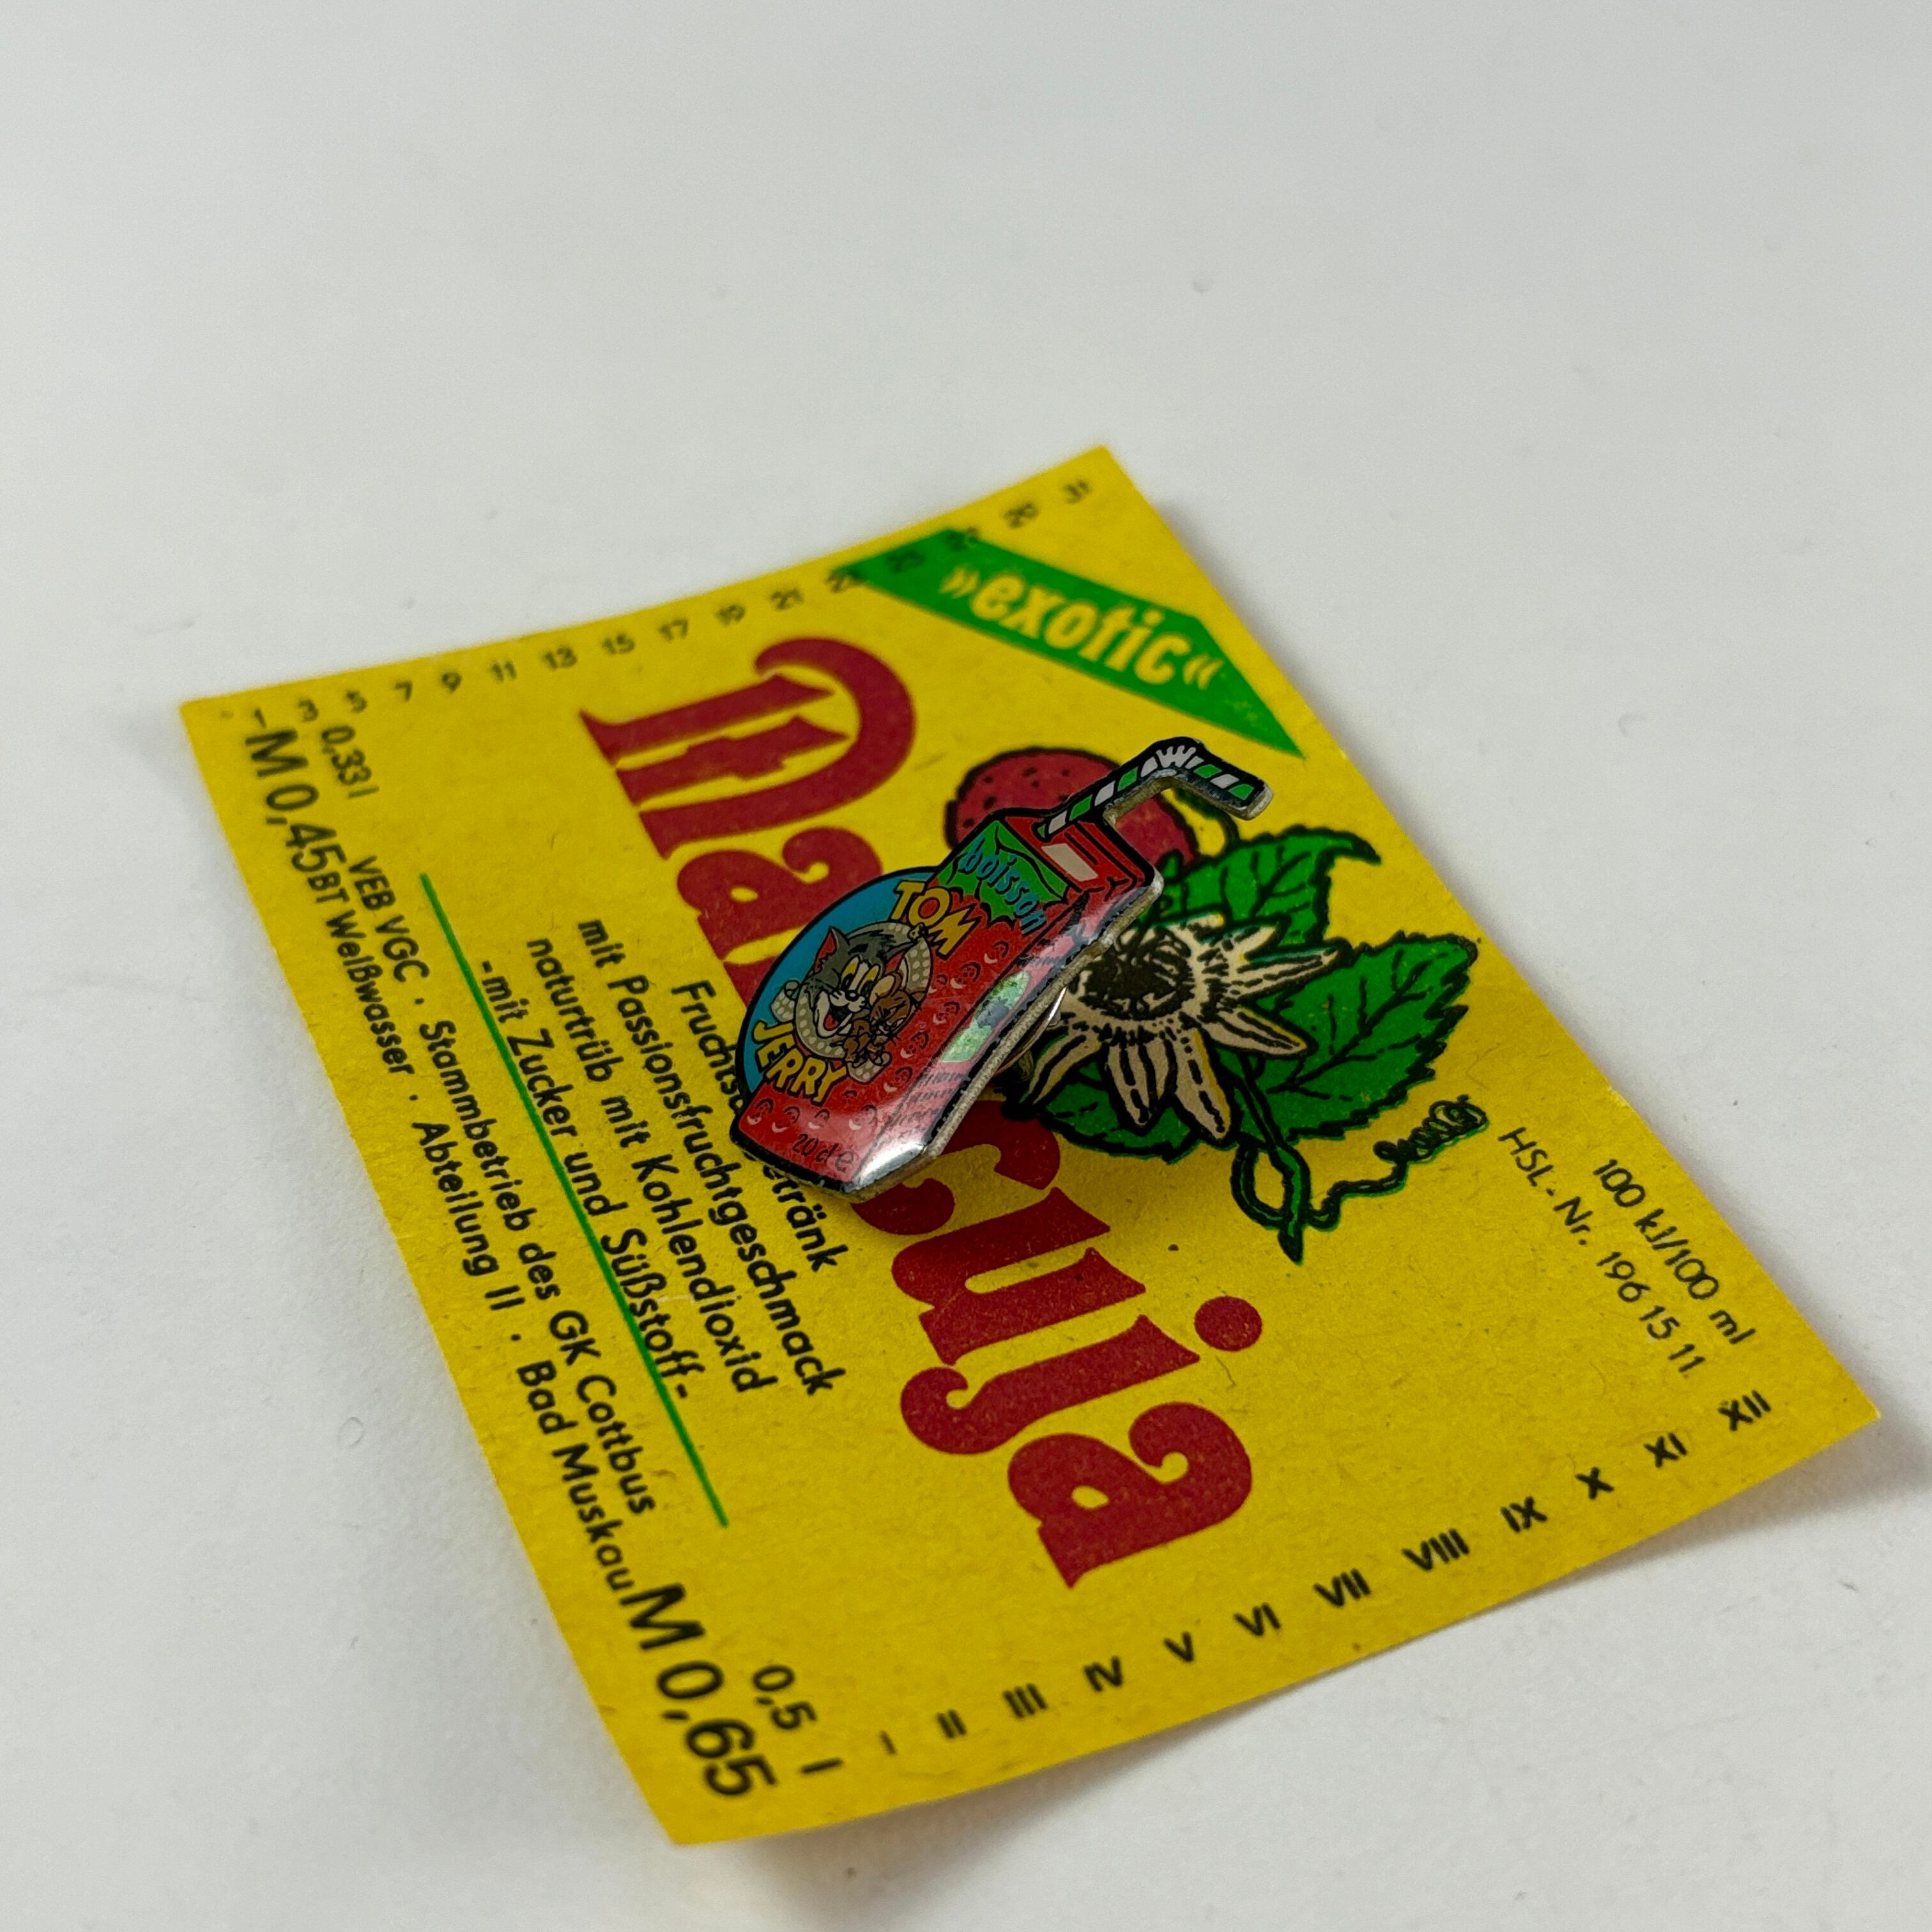 1 3 5 7 9 11 13 15 17 19 21 23 25 27 29 31
»exotic«
Ma cuja
Fruchts getränk
mit Passionsfruchtgeschmack
naturtrüb mit Kohlendioxid
-mit Zucker und Süßstoff-
VEB VGC · Stammbetrieb des GK Cottbus
BT Weißwasser · Abteilung II · Bad Muskau
0,33 l
M 0,45
0,5 l
M 0,65
100 kJ/100 ml
HSL-Nr. 196 15 11
I II III IV V VI VII VIII IX X XI XII
boisson
TOM
&
JERRY
20 cl e